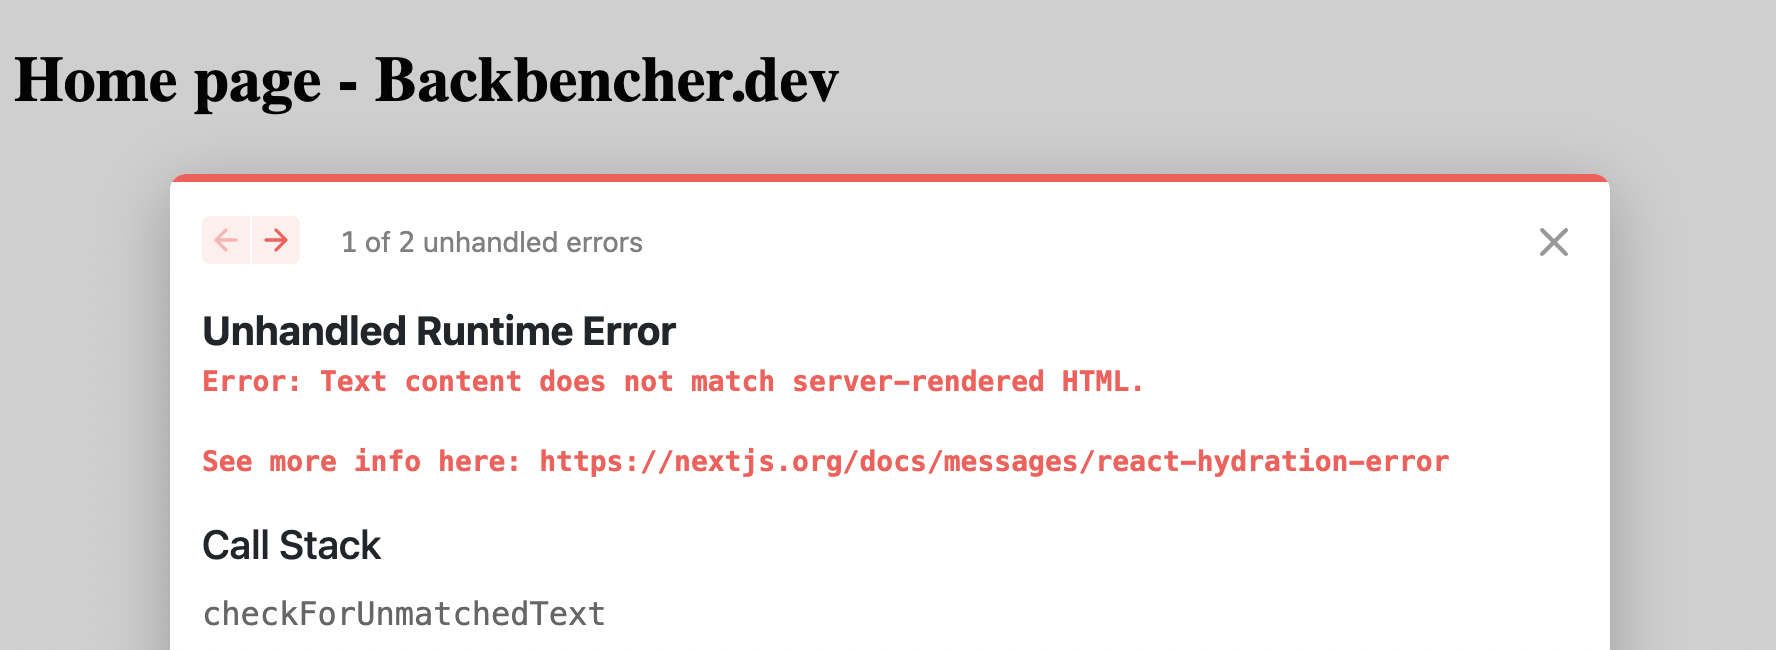 Home page - Backbencher.dev
1 of 2 unhandled errors
Unhandled Runtime Error
Error: Text content does not match server-rendered HTML.
See more info here: https://nextjs.org/docs/messages/react-hydration-error
Call Stack
checkForUnmatchedText